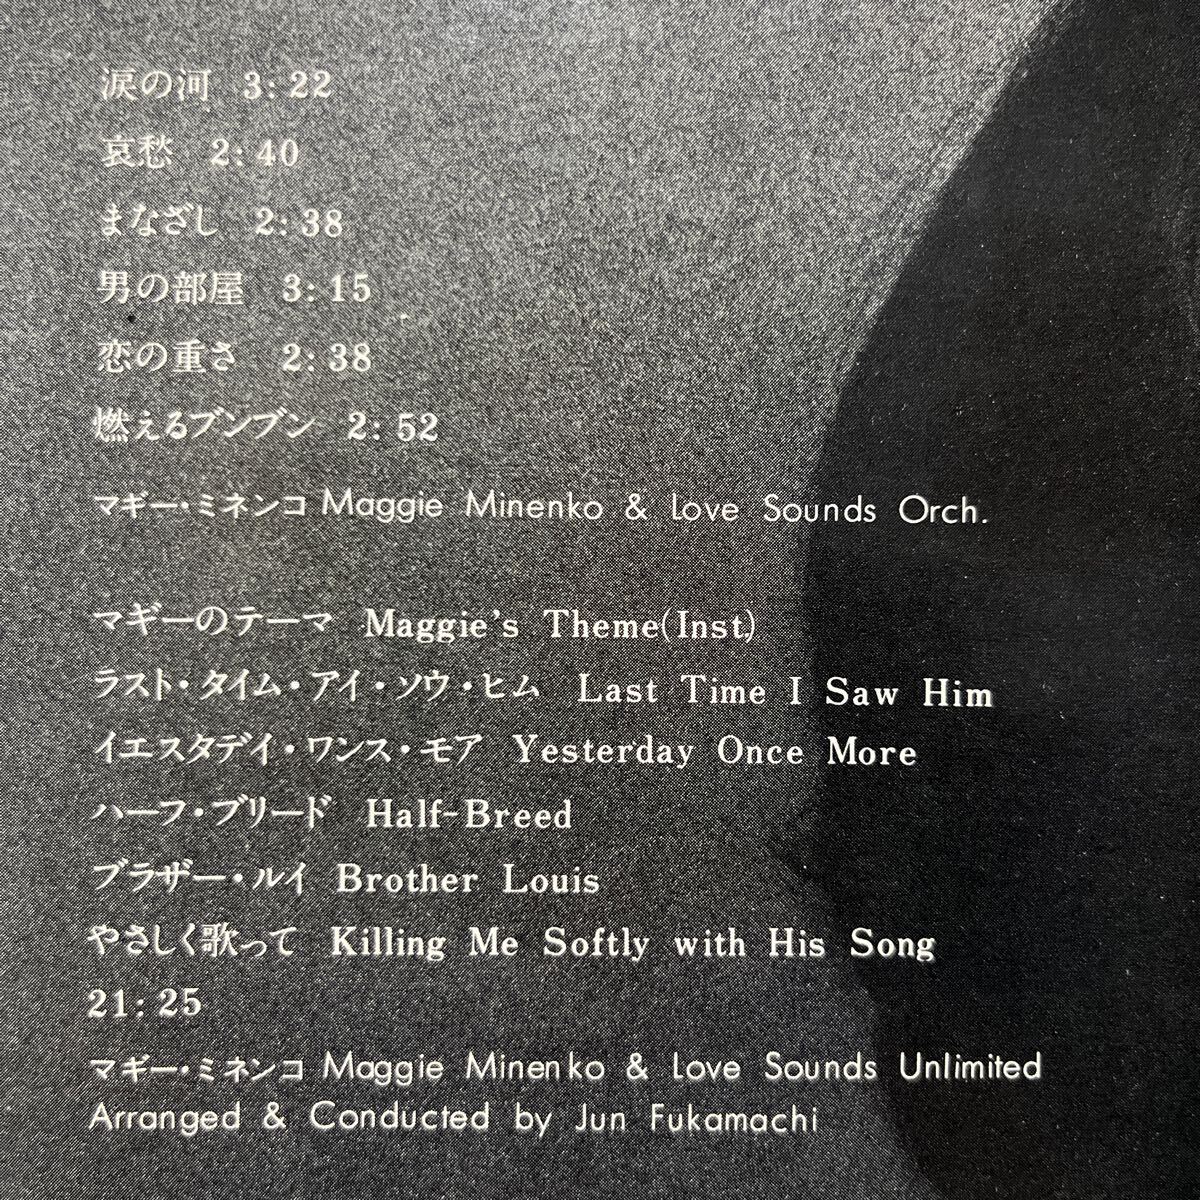 涙の河 3:22
哀愁 2:40
まなざし 2:38
男の部屋 3:15
恋の重さ 2:38
燃えるブンブン 2:52
マギー・ミネンコ Maggie Minenko & Love Sounds Orch.
マギーのテーマ Maggie's Theme(Inst.)
ラスト・タイム・アイ・ソウ・ヒム Last Time I Saw Him
イエスタデイ・ワンス・モア Yesterday Once More
ハーフ・ブリード Half-Breed
ブラザー・ルイ Brother Louis
やさしく歌って Killing Me Softly with His Song
21:25
マギー・ミネンコ Maggie Minenko & Love Sounds Unlimited
Arranged & Conducted by Jun Fukamachi